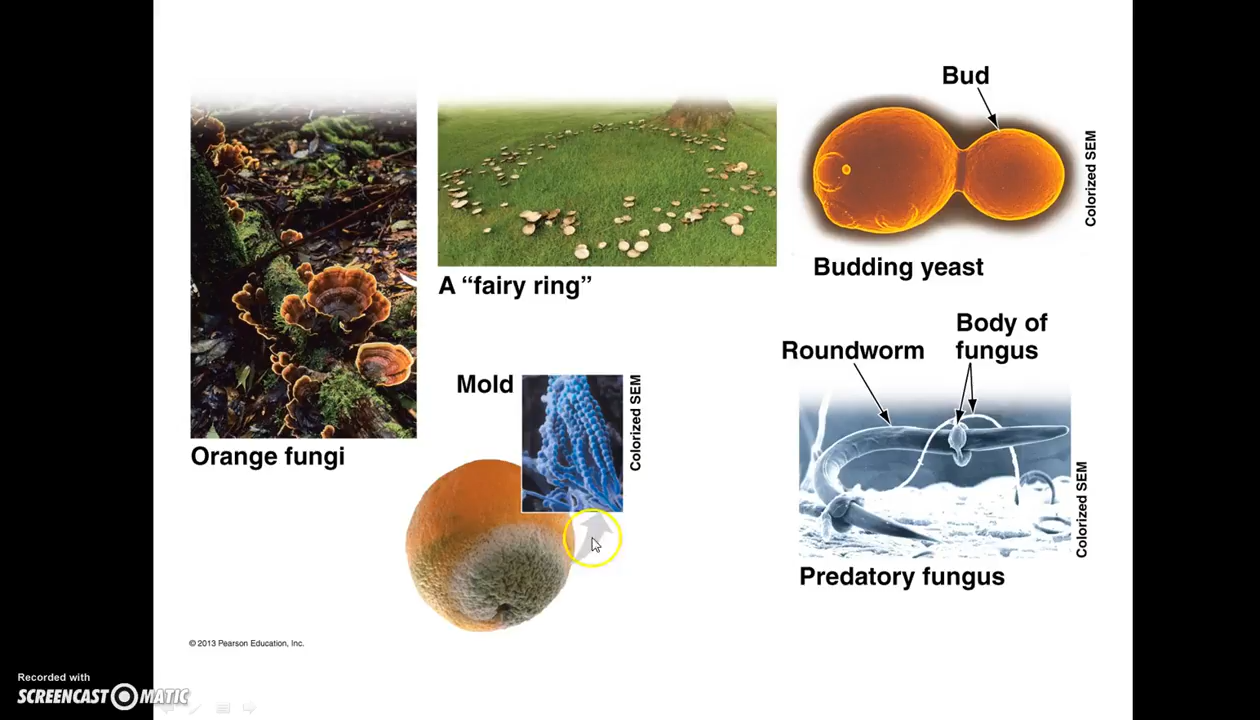 Bud
Colorized SEM
Budding yeast
A “fairy ring”
Orange fungi
Mold
Colorized SEM
Roundworm
Body of
fungus
Colorized SEM
Predatory fungus
© 2013 Pearson Education, Inc.
Recorded with
SCREENCAST MATIC